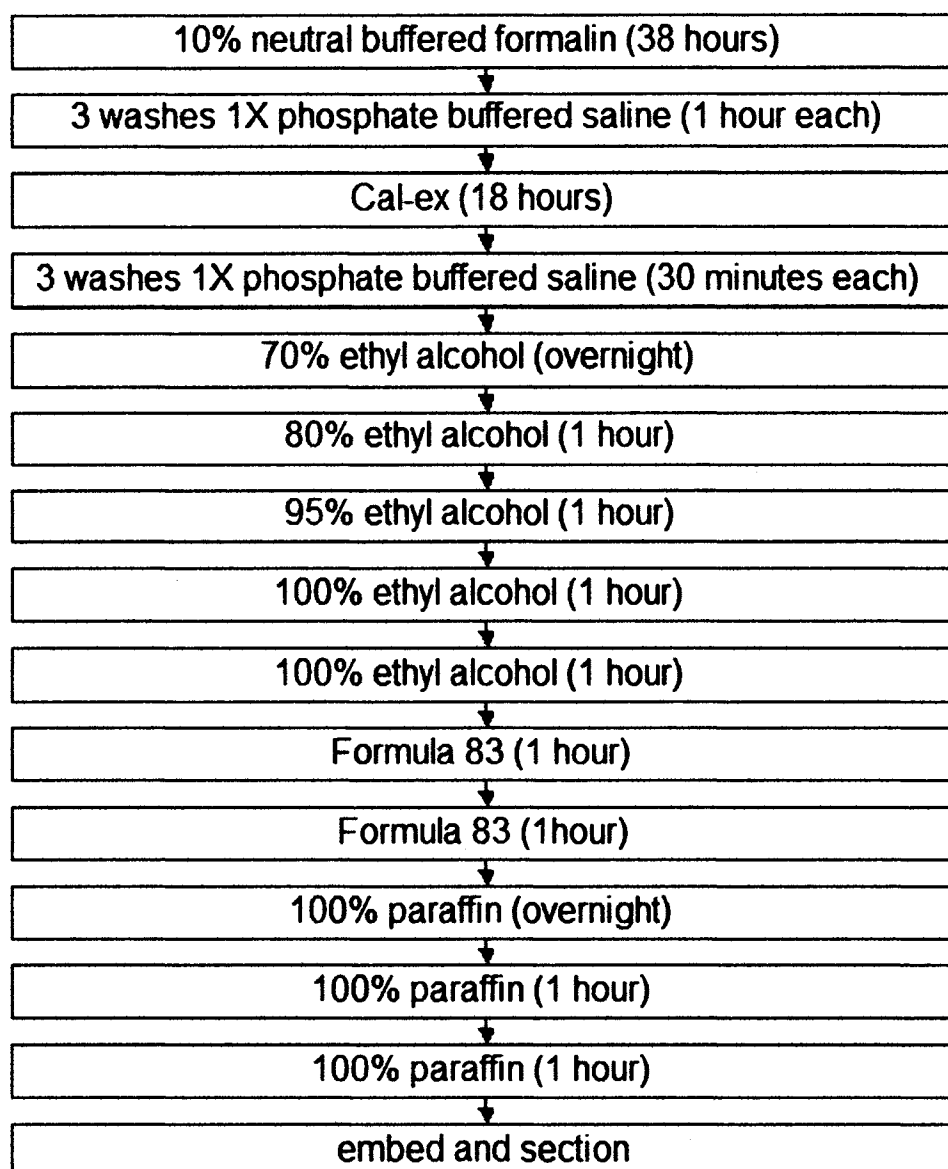 10% neutral buffered formalin (38 hours)
3 washes 1X phosphate buffered saline (1 hour each)
Cal-ex (18 hours)
3 washes 1X phosphate buffered saline (30 minutes each)
70% ethyl alcohol (overnight)
80% ethyl alcohol (1 hour)
95% ethyl alcohol (1 hour)
100% ethyl alcohol (1 hour)
100% ethyl alcohol (1 hour)
Formula 83 (1 hour)
Formula 83 (1hour)
100% paraffin (overnight)
100% paraffin (1 hour)
100% paraffin (1 hour)
embed and section